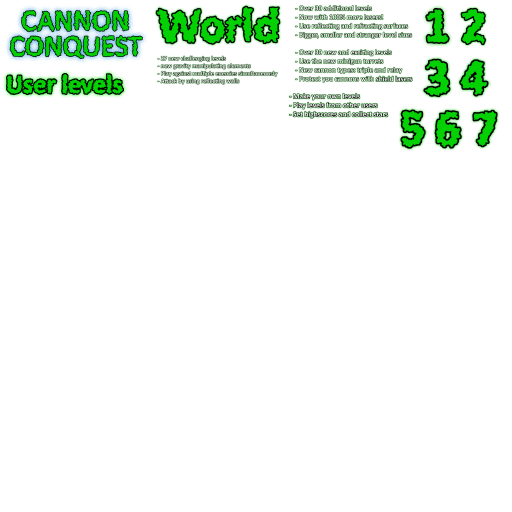 CANNON
CONQUEST
User levels
World
- 27 new challenging levels
- new gravity manipulating elements
- Play against multiple enemies simultaneously
- Attack by using reflecting walls
- Over 30 additional levels
- Now with 100% more lasers!
- Use reflecting and refracting surfaces
- Bigger, smaller and stranger level sizes
- Over 30 new and exciting levels
- Use the new minigun turrets
- New cannon types: triple and relay
- Protect you cannons with shield lasers
- Make your own levels
- Play levels from other users
- Set highscores and collect stars
1 2
3 4
5 6 7